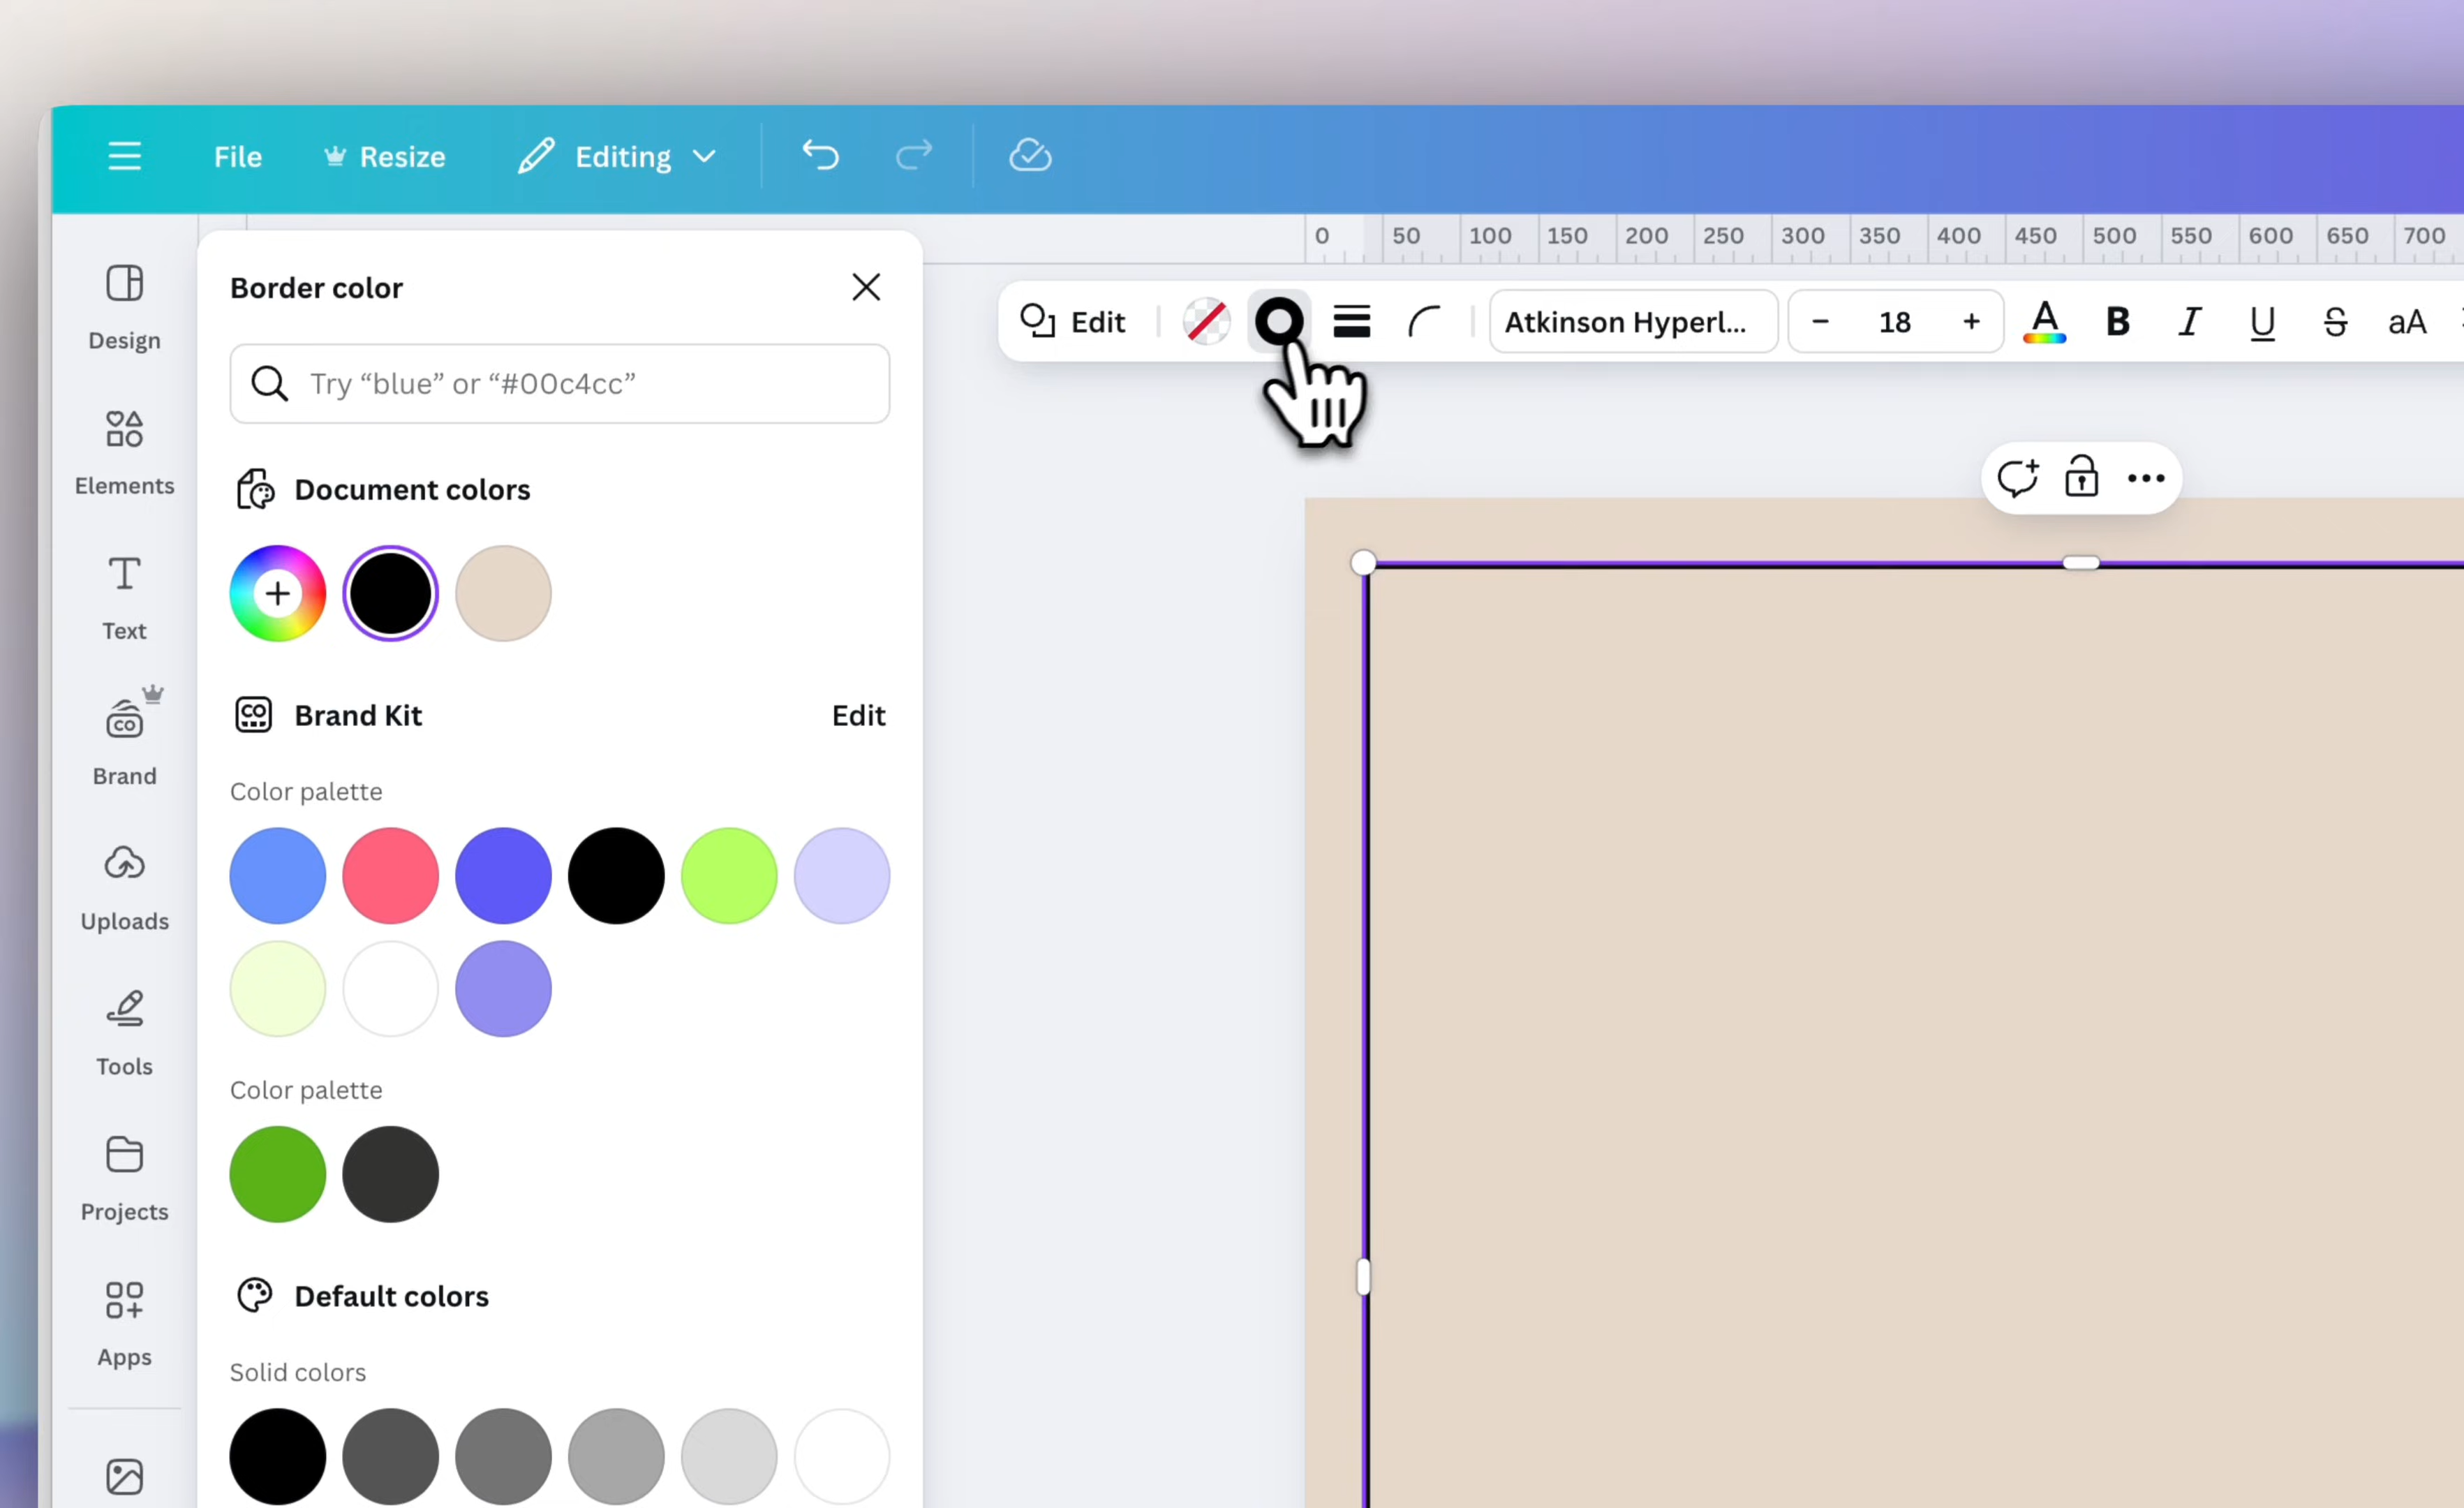 File Resize Editing
0 50 100 150 200 250 300 350 400 450 500 550 600 650 700
Edit Atkinson Hyperl... − 18 + A B I U S aA
Design
Elements
Text
Brand
Uploads
Tools
Projects
Apps
Border color
Try “blue” or “#00c4cc”
Document colors
Brand Kit Edit
Color palette
Color palette
Default colors
Solid colors